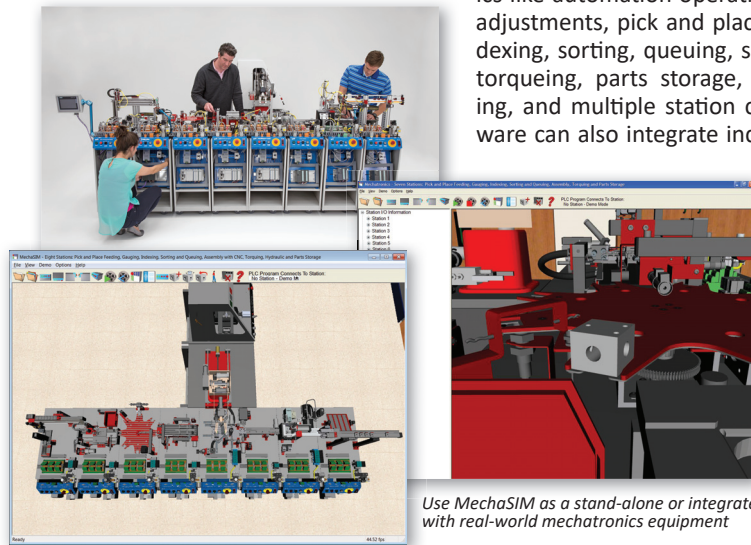 ics like automation operati
adjustments, pick and plac
dexing, sorting, queuing, s
torqueing, parts storage,
ing, and multiple station c
ware can also integrate inc
Mechatronics - Seven Stations: Pick and Place Feeding, Gauging, Indexing, Sorting and Queuing, Assembly, Torquing and Parts Storage
File View Demo Options Help
PLC Program Connects To Station:
No Station - Demo Mode
Station I/O Information
Station 1
Station 2
Station 3
Station 4
Station 5
MechaSIM - Eight Stations: Pick and Place Feeding, Gauging, Indexing, Sorting and Queuing, Assembly with CNC, Torquing, Hydraulic and Parts Storage
File View Demo Options Help
PLC Program Connects To Station:
No Station - Demo M
Ready 44.52 fps
Use MechaSIM as a stand-alone or integrate
with real-world mechatronics equipment